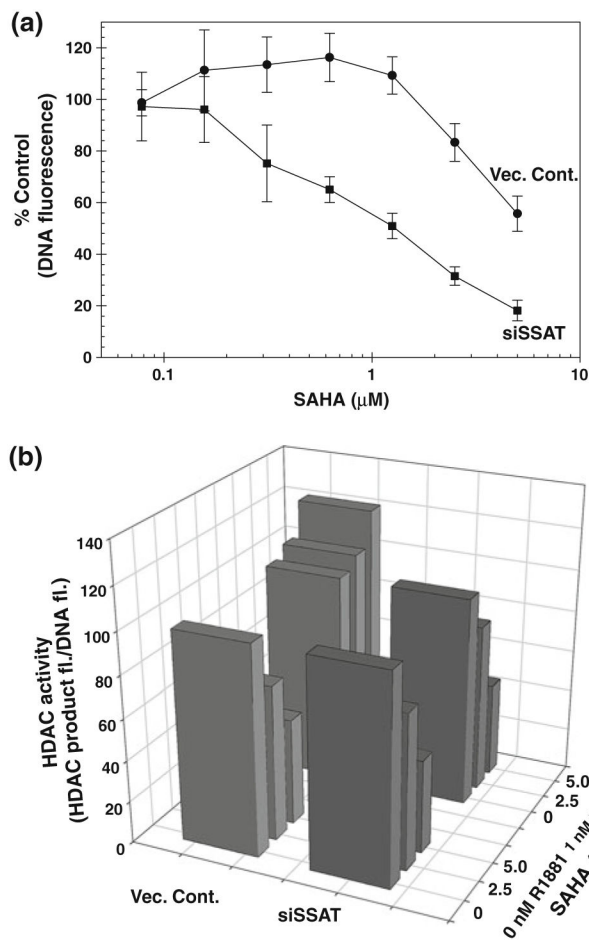 (a)
120
100
80
60
40
20
0
% Control
(DNA fluorescence)
Vec. Cont.
siSSAT
0.1
1
10
SAHA (μM)
(b)
140
120
100
80
60
40
20
0
HDAC activity
(HDAC product fl./DNA fl.)
5.0
2.5
0
5.0
2.5
0
Vec. Cont.
siSSAT
0 nM R1881 1 nM
SAHA